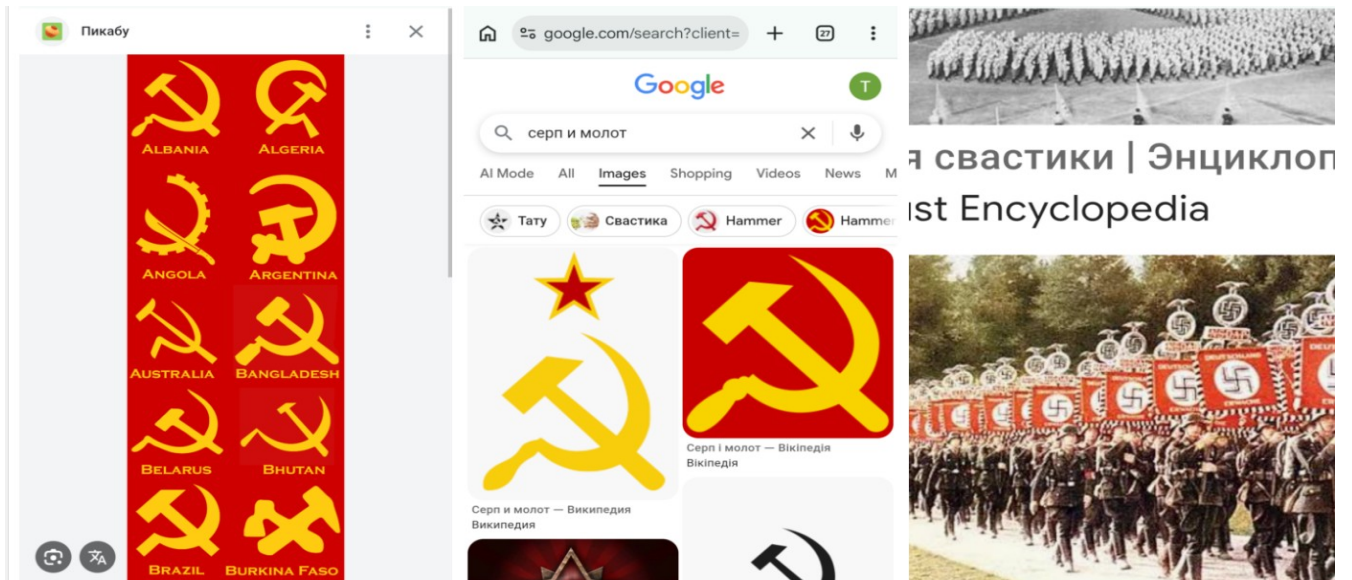 Пикабу
ALBANIA
ALGERIA
ANGOLA
ARGENTINA
AUSTRALIA
BANGLADESH
BELARUS
BHUTAN
BRAZIL
BURKINA FASO
google.com/search?client=
27
Google
T
серп и молот
AI Mode All Images Shopping Videos News M
Тату Свастика Hammer Hammer
Серп і молот — Вікіпедія
Вікіпедія
Серп и молот — Википедия
Википедия
я свастики | Энциклоп
ist Encyclopedia
DEUTSCHLAND